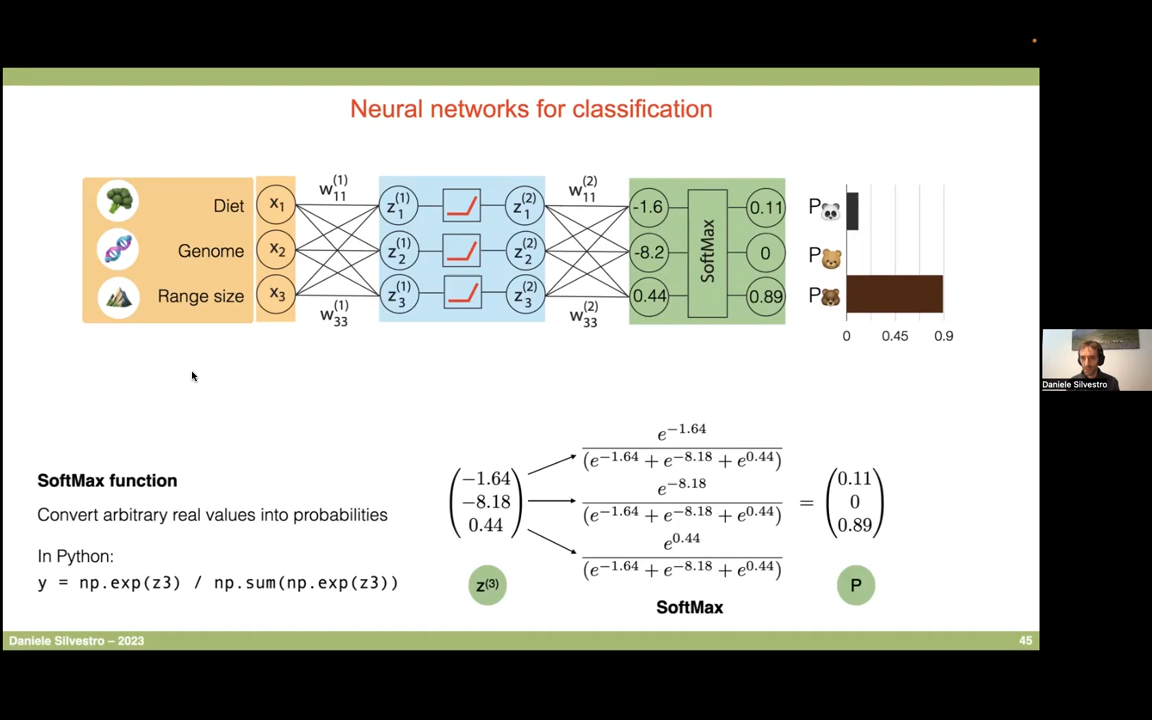 Neural networks for classification
Diet x1 w11(1) z1(1) z1(2) w11(2) -1.6 0.11 P
Genome x2 z2(1) z2(2) -8.2 SoftMax 0 P
Range size x3 z3(1) z3(2) 0.44 0.89 P
w33(1) w33(2)
0 0.45 0.9
Daniele Silvestro
SoftMax function
Convert arbitrary real values into probabilities
In Python:
y = np.exp(z3) / np.sum(np.exp(z3))
−1.64
−8.18
0.44
z(3)
e^−1.64
(e^−1.64 + e^−8.18 + e^0.44)
e^−8.18
(e^−1.64 + e^−8.18 + e^0.44)
e^0.44
(e^−1.64 + e^−8.18 + e^0.44)
SoftMax
=
0.11
0
0.89
P
Daniele Silvestro – 2023
45